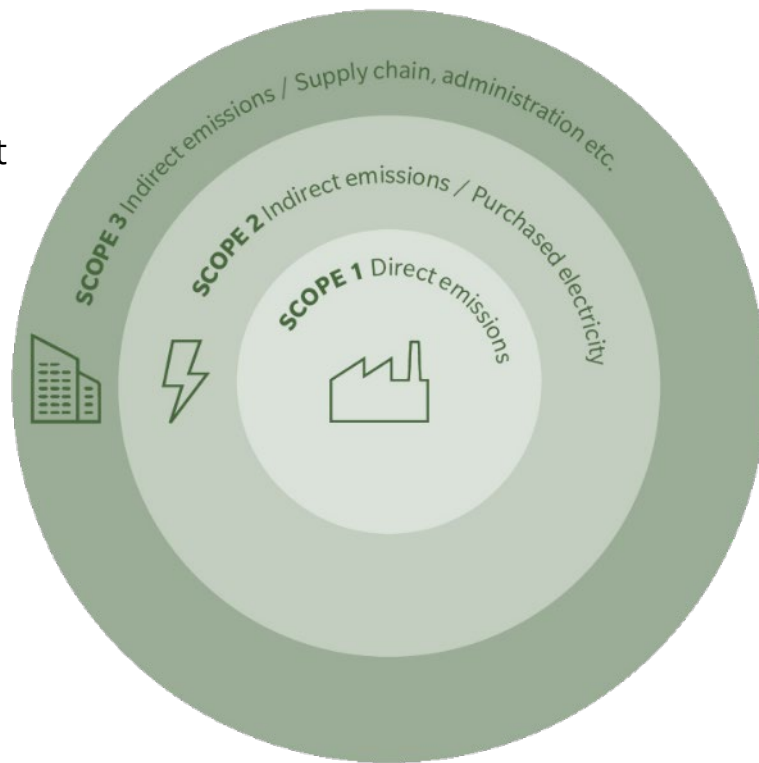 t
SCOPE 3 Indirect emissions / Supply chain, administration etc.
SCOPE 2 Indirect emissions / Purchased electricity
SCOPE 1 Direct emissions